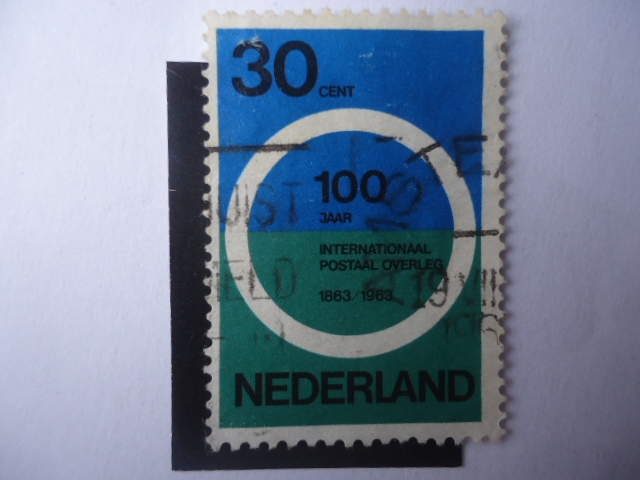 30 CENT
100
JAAR
INTERNATIONAAL
POSTAAL OVERLEG
1863/1963
NEDERLAND